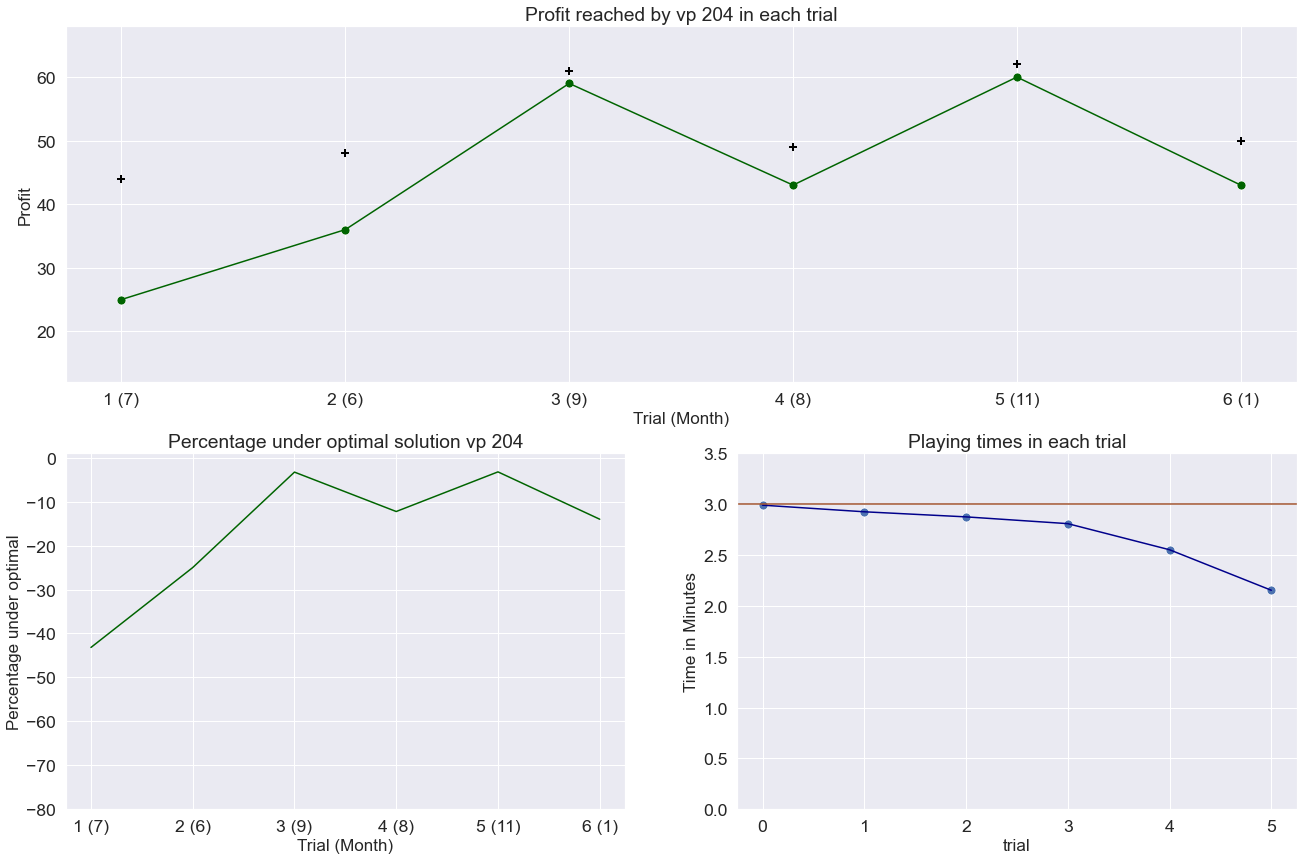 Profit reached by vp 204 in each trial
Profit
60
50
40
30
20
1 (7) 2 (6) 3 (9) 4 (8) 5 (11) 6 (1)
Trial (Month)
Percentage under optimal solution vp 204
Percentage under optimal
0
−10
−20
−30
−40
−50
−60
−70
−80
1 (7) 2 (6) 3 (9) 4 (8) 5 (11) 6 (1)
Trial (Month)
Playing times in each trial
Time in Minutes
3.5
3.0
2.5
2.0
1.5
1.0
0.5
0.0
0 1 2 3 4 5
trial